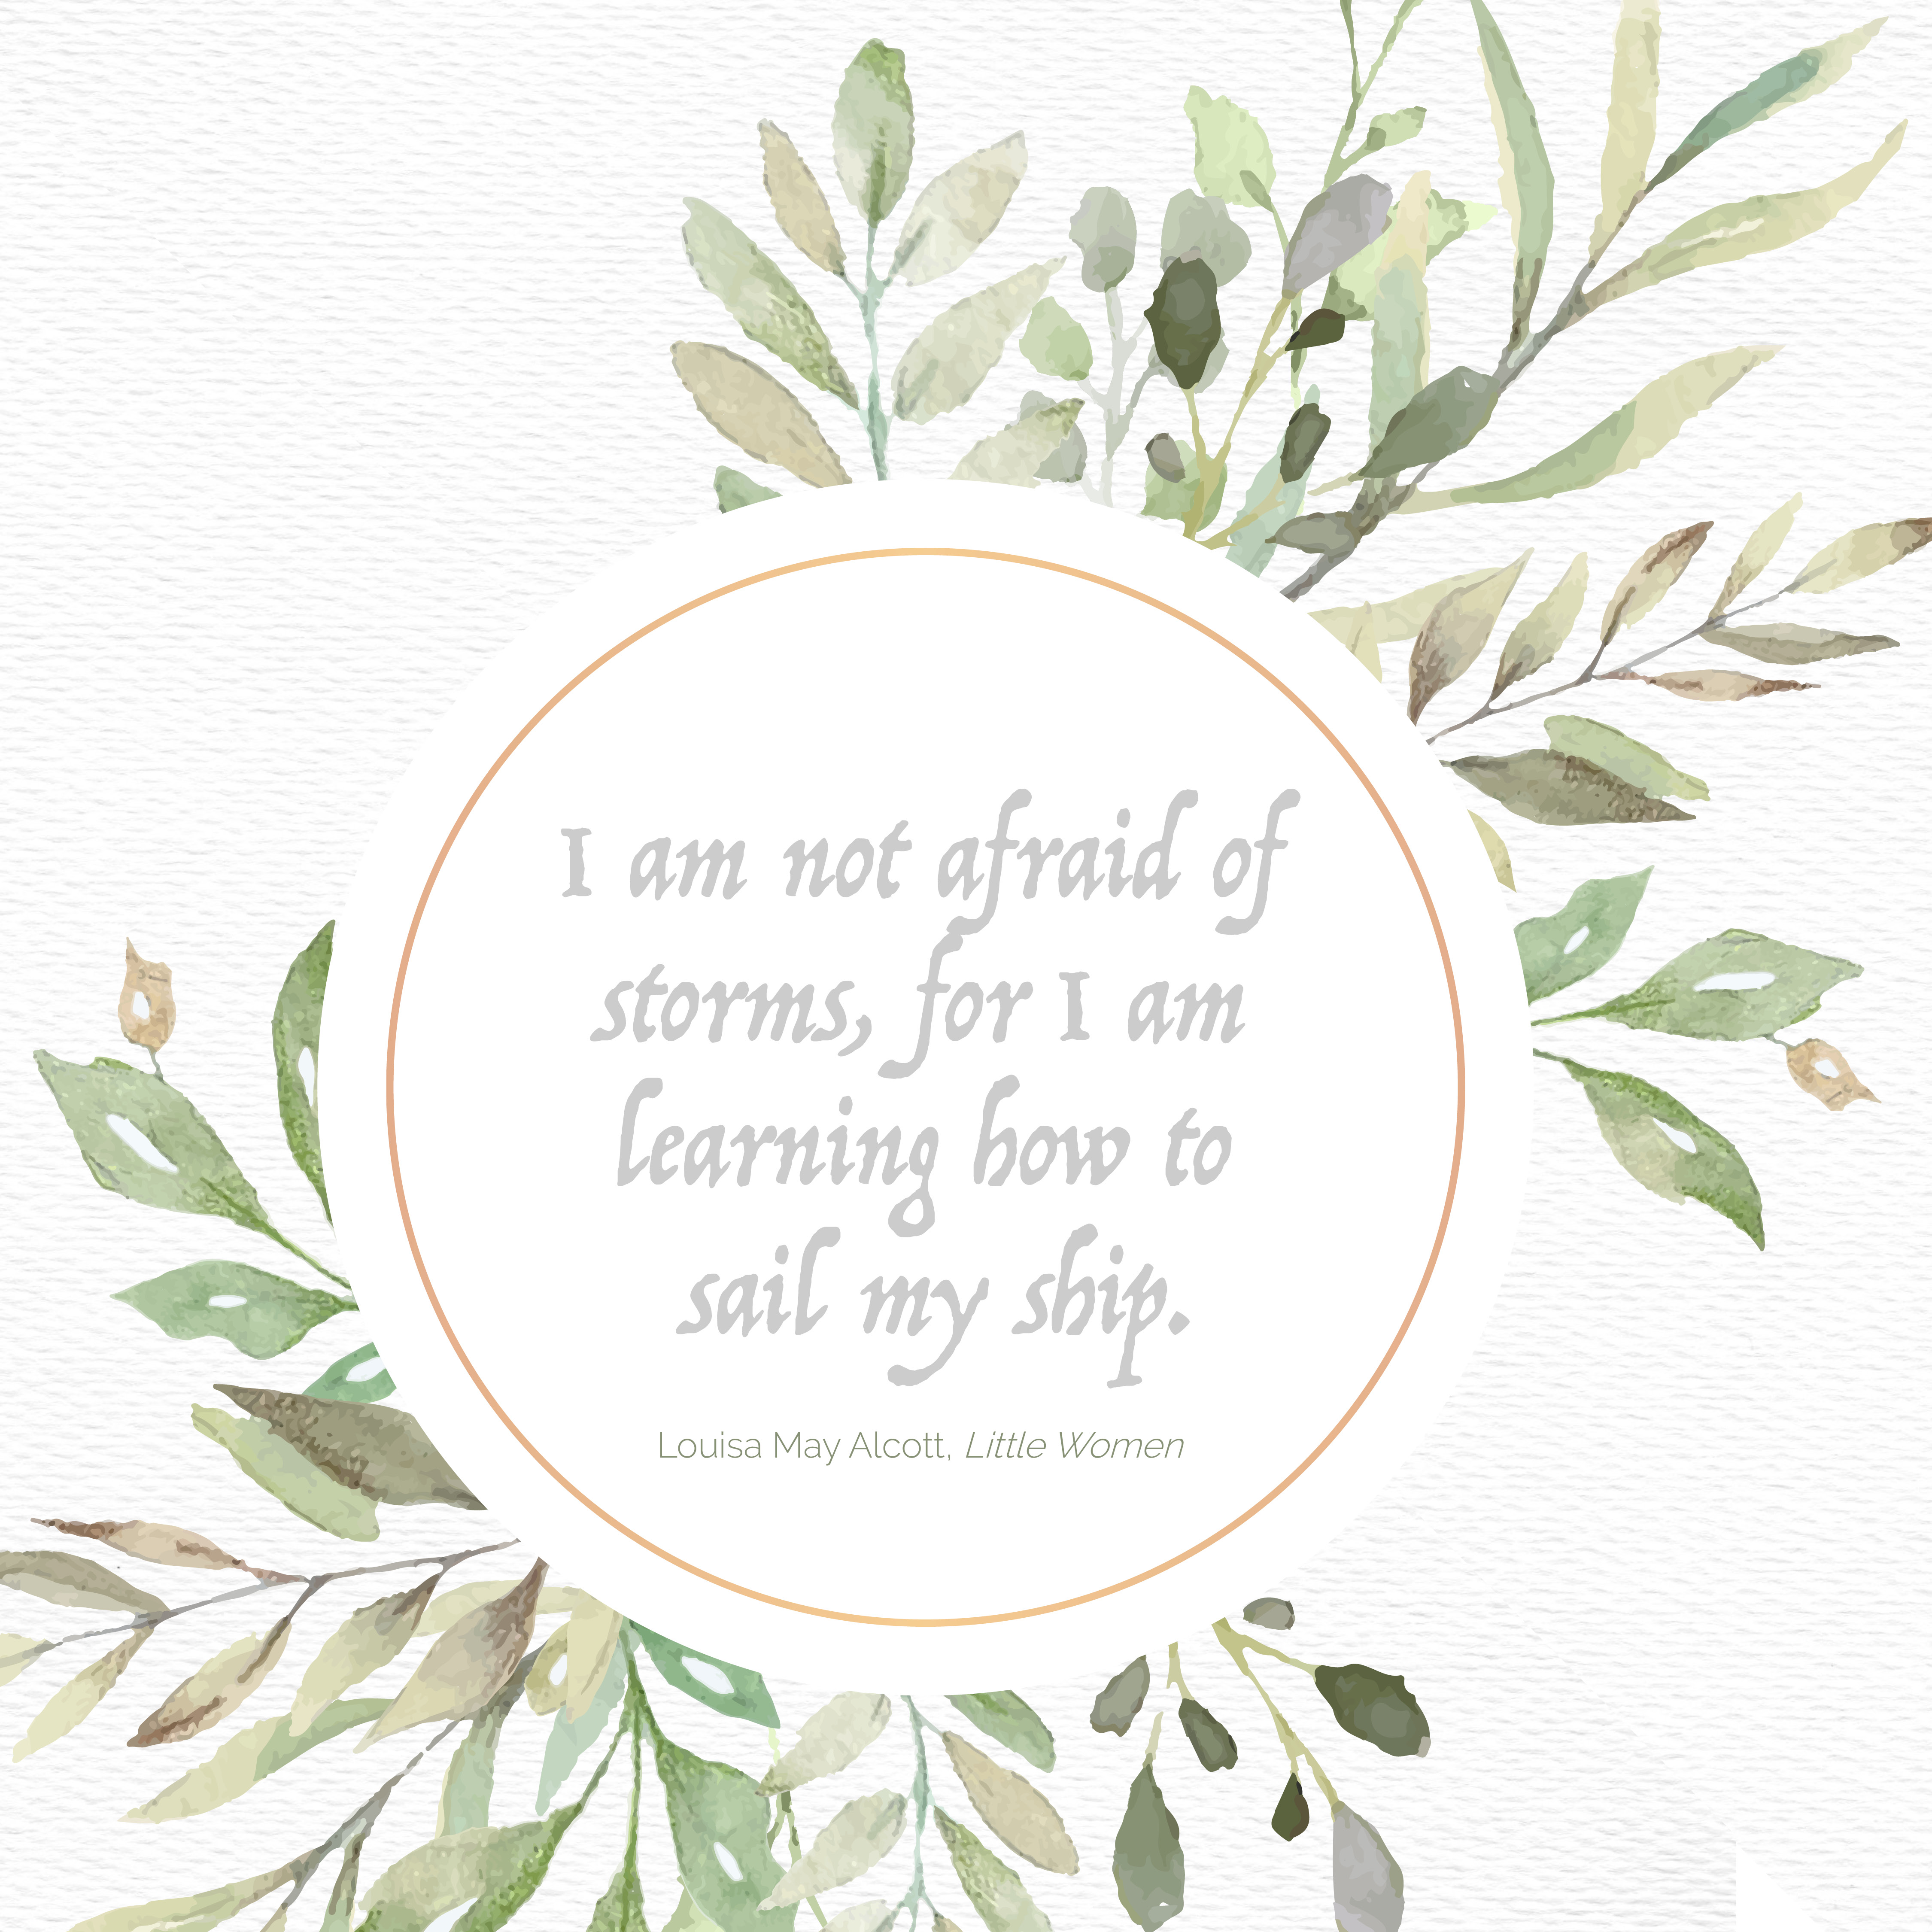 I am not afraid of
storms, for I am
learning how to
sail my ship.
Louisa May Alcott, Little Women